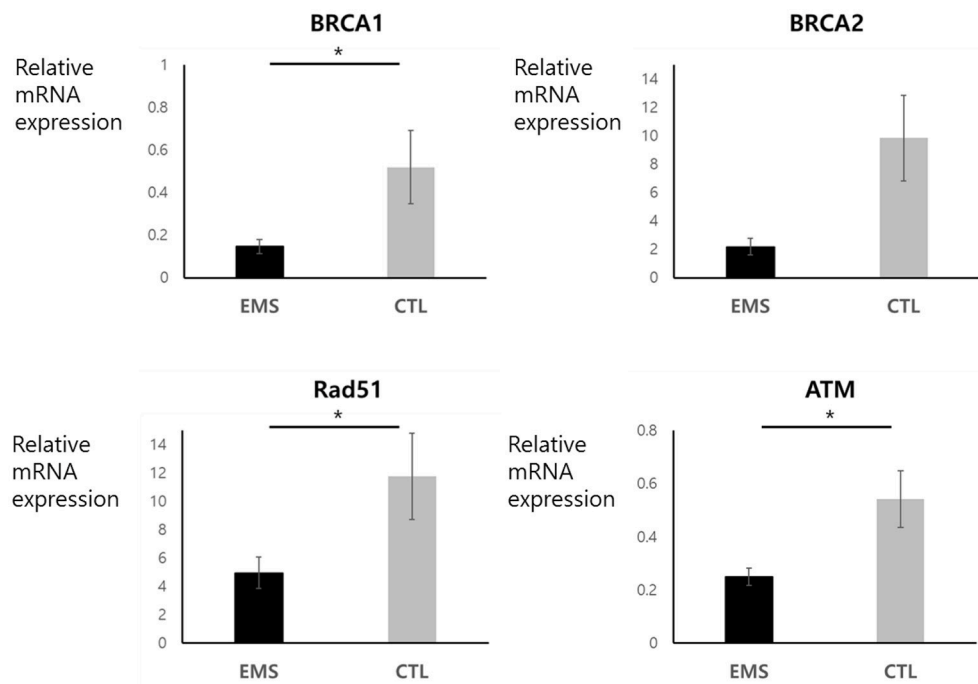 BRCA1
*
Relative
mRNA
expression
1
0.8
0.6
0.4
0.2
0
EMS
CTL
BRCA2
Relative
mRNA
expression
14
12
10
8
6
4
2
0
EMS
CTL
Rad51
*
Relative
mRNA
expression
14
12
10
8
6
4
2
0
EMS
CTL
ATM
*
Relative
mRNA
expression
0.8
0.6
0.4
0.2
0
EMS
CTL